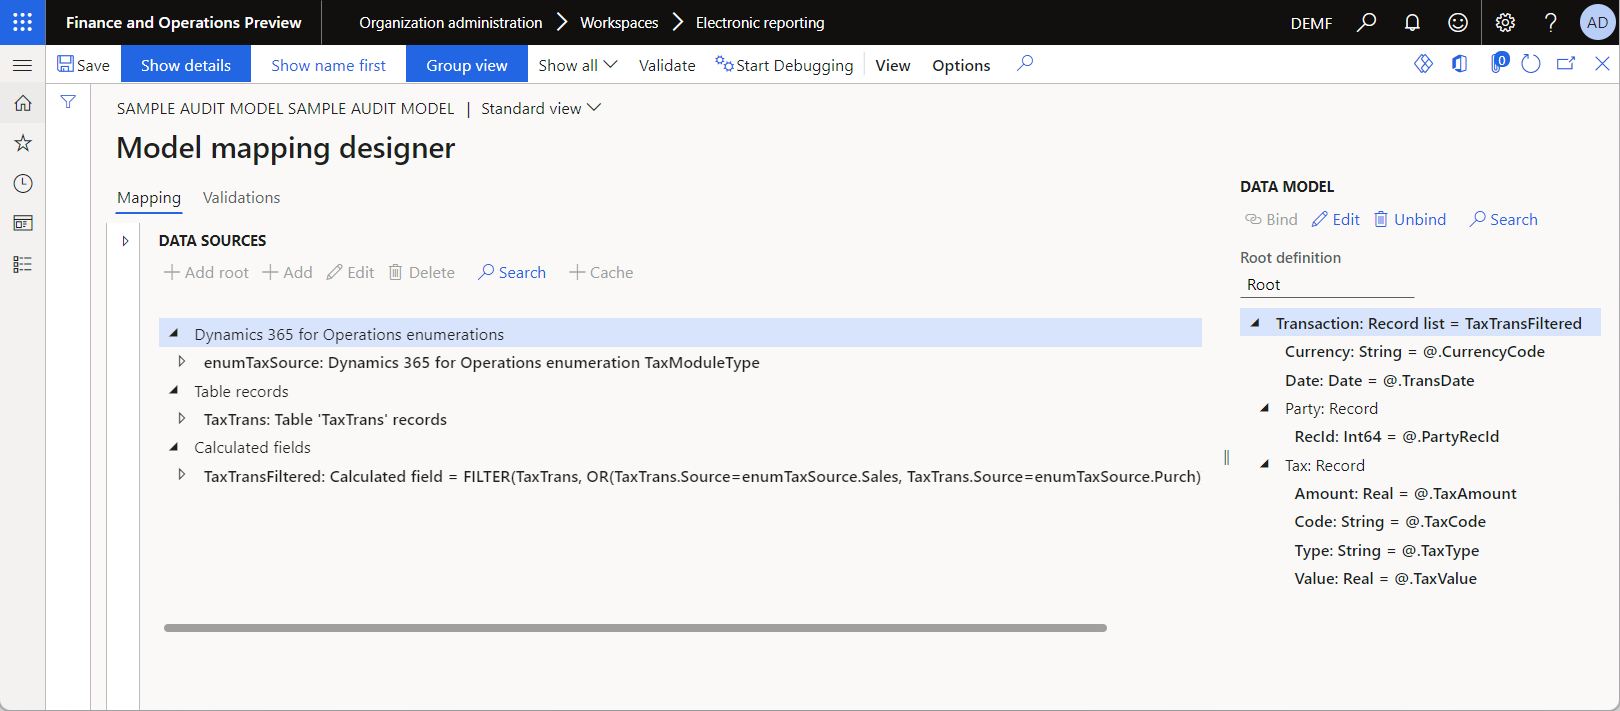 Finance and Operations Preview
Organization administration > Workspaces > Electronic reporting
DEMF
AD
Save
Show details
Show name first
Group view
Show all
Validate
Start Debugging
View
Options
0
SAMPLE AUDIT MODEL SAMPLE AUDIT MODEL | Standard view
Model mapping designer
Mapping
Validations
DATA SOURCES
Add root
Add
Edit
Delete
Search
Cache
Dynamics 365 for Operations enumerations
enumTaxSource: Dynamics 365 for Operations enumeration TaxModuleType
Table records
TaxTrans: Table 'TaxTrans' records
Calculated fields
TaxTransFiltered: Calculated field = FILTER(TaxTrans, OR(TaxTrans.Source=enumTaxSource.Sales, TaxTrans.Source=enumTaxSource.Purch)
DATA MODEL
Bind
Edit
Unbind
Search
Root definition
Root
Transaction: Record list = TaxTransFiltered
Currency: String = @.CurrencyCode
Date: Date = @.TransDate
Party: Record
RecId: Int64 = @.PartyRecId
Tax: Record
Amount: Real = @.TaxAmount
Code: String = @.TaxCode
Type: String = @.TaxType
Value: Real = @.TaxValue